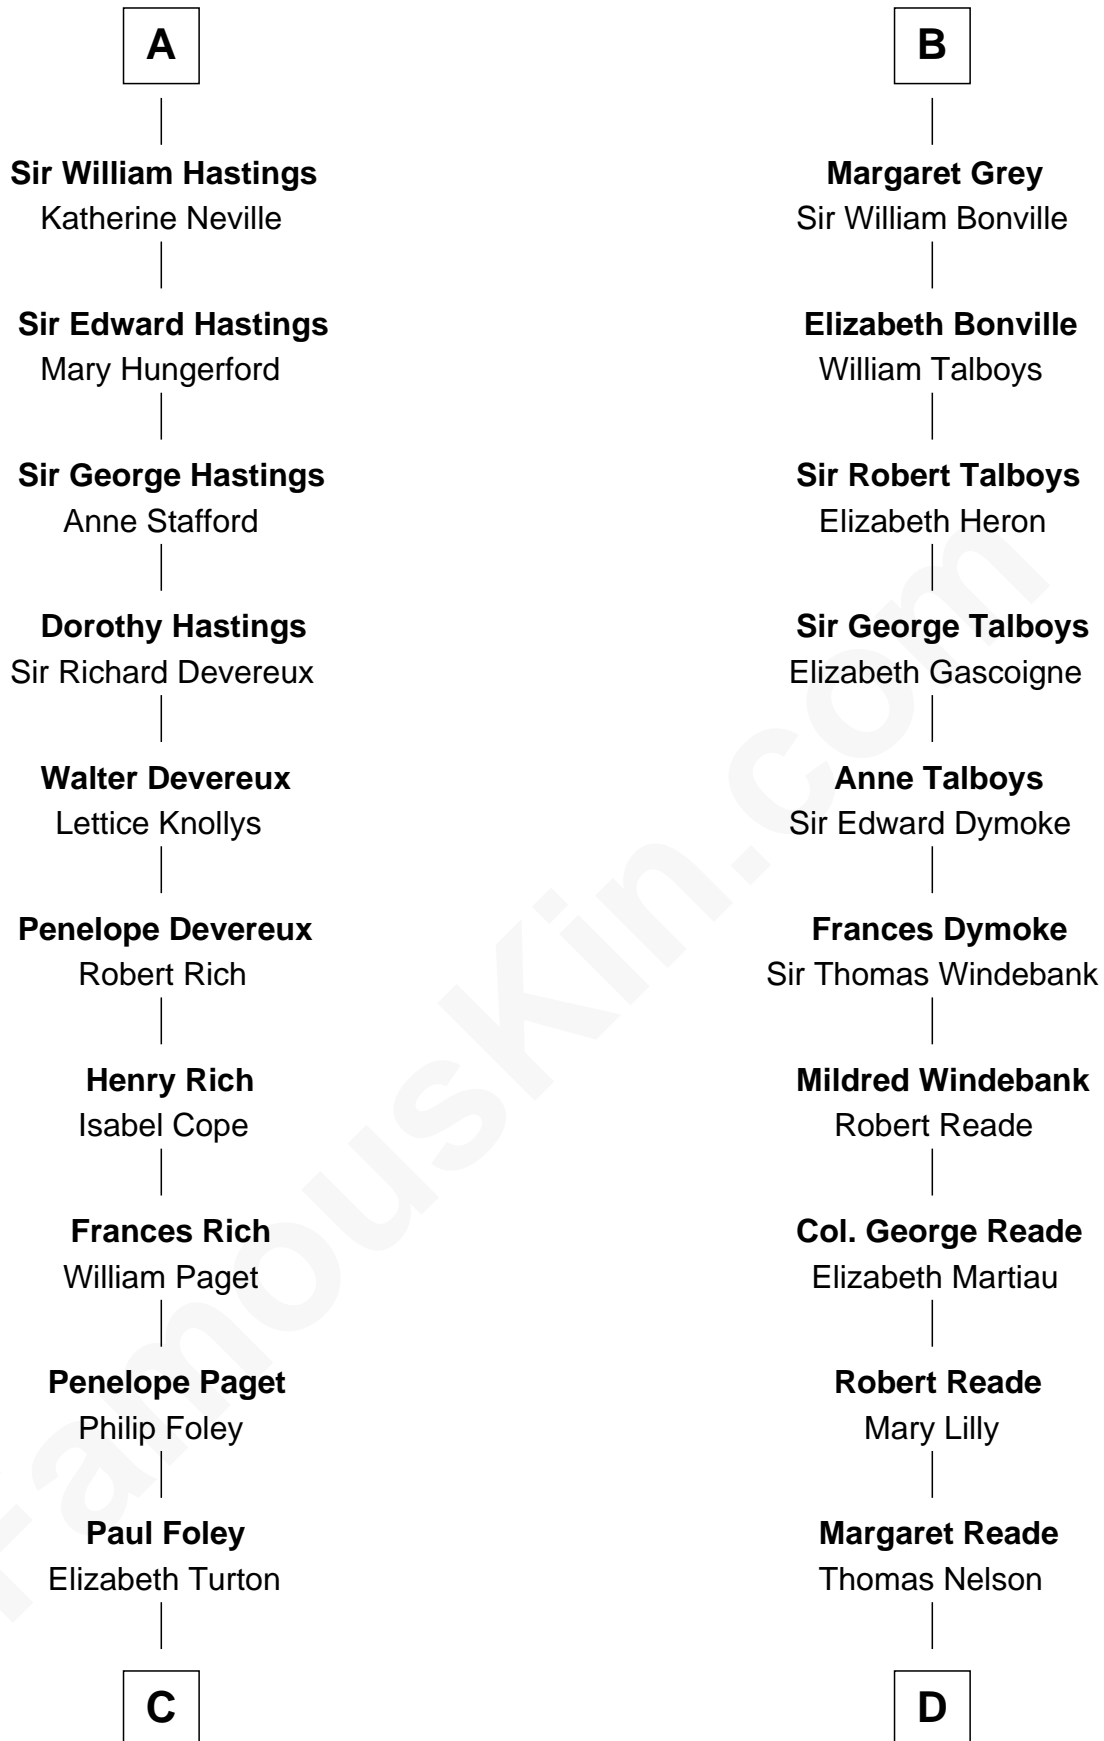 A
Sir William Hastings
Katherine Neville
Sir Edward Hastings
Mary Hungerford
Sir George Hastings
Anne Stafford
Dorothy Hastings
Sir Richard Devereux
Walter Devereux
Lettice Knollys
Penelope Devereux
Robert Rich
Henry Rich
Isabel Cope
Frances Rich
William Paget
Penelope Paget
Philip Foley
Paul Foley
Elizabeth Turton
C
B
Margaret Grey
Sir William Bonville
Elizabeth Bonville
William Talboys
Sir Robert Talboys
Elizabeth Heron
Sir George Talboys
Elizabeth Gascoigne
Anne Talboys
Sir Edward Dymoke
Frances Dymoke
Sir Thomas Windebank
Mildred Windebank
Robert Reade
Col. George Reade
Elizabeth Martiau
Robert Reade
Mary Lilly
Margaret Reade
Thomas Nelson
D
FamousKin.com